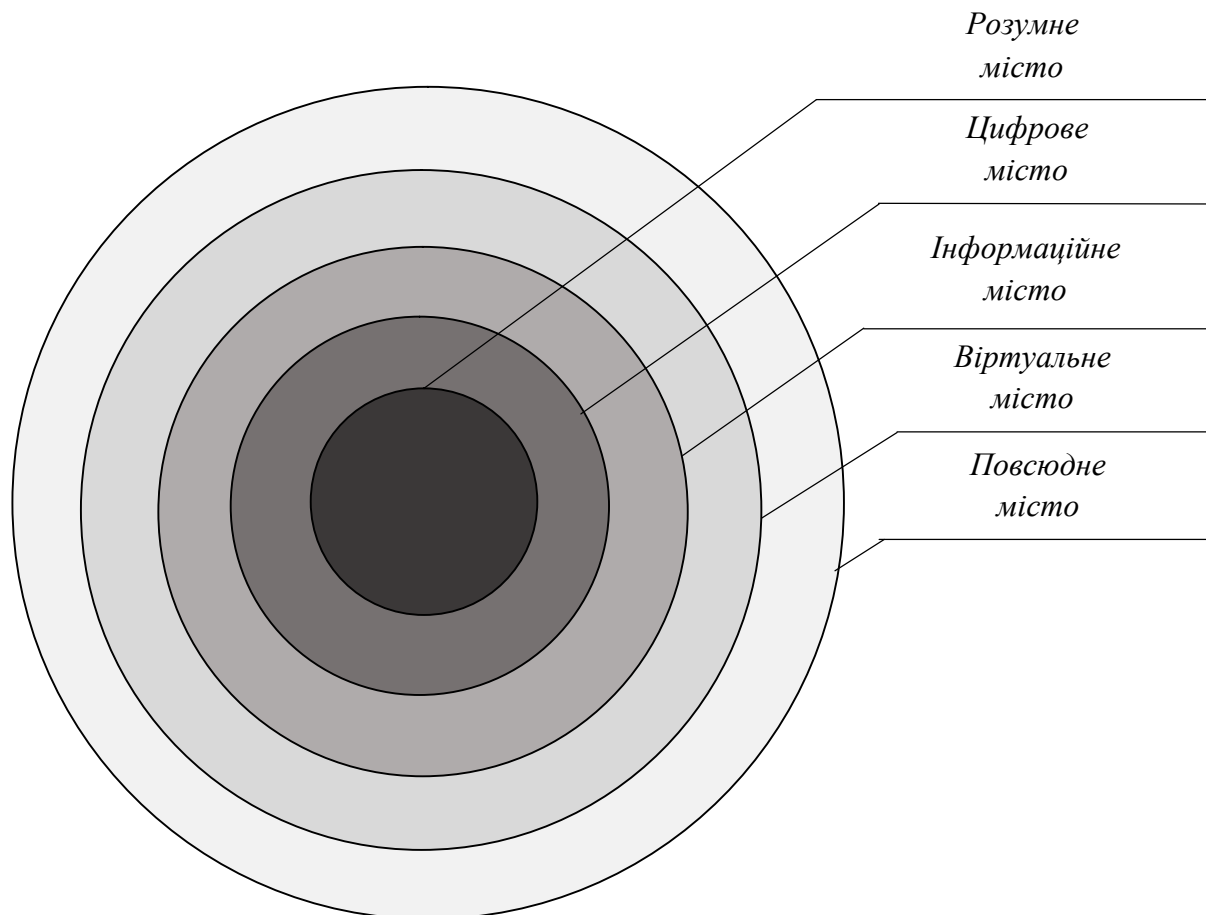 Розумне
місто
Цифрове
місто
Інформаційне
місто
Віртуальне
місто
Повсюдне
місто